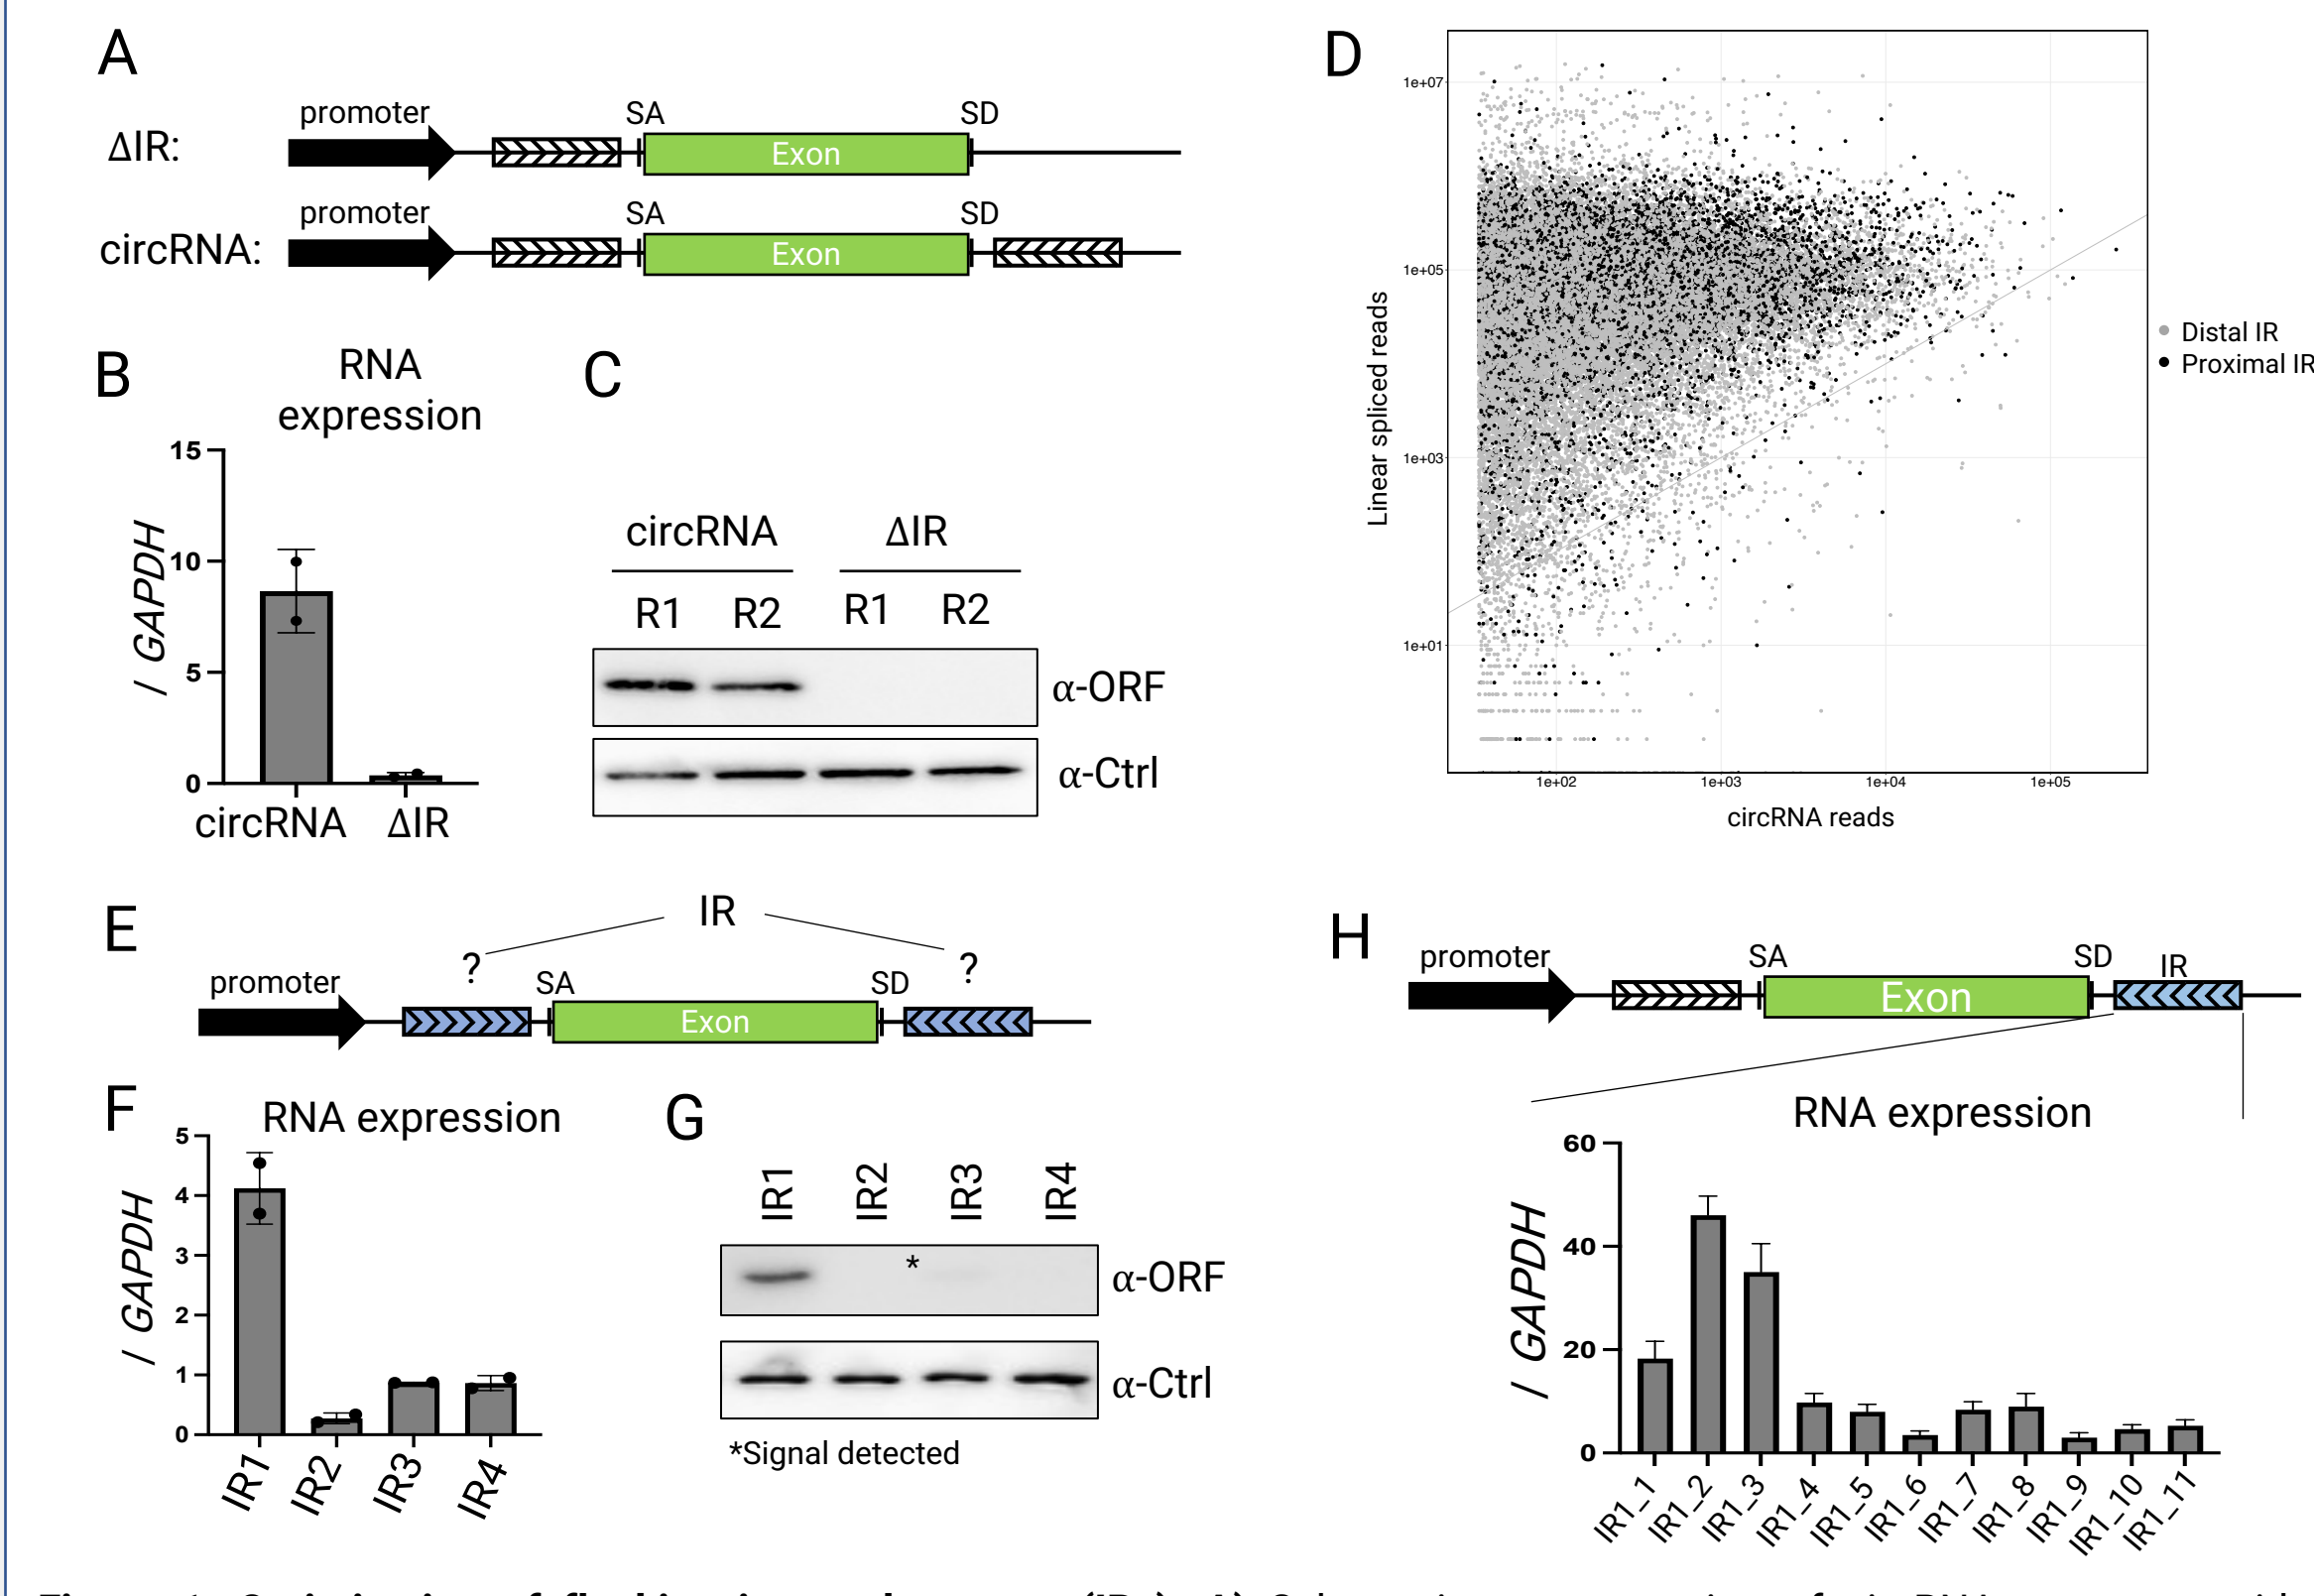 A
ΔIR:
promoter
SA
Exon
SD
circRNA:
promoter
SA
Exon
SD
B
RNA
expression
/ GAPDH
15
10
5
0
circRNA
ΔIR
C
circRNA
ΔIR
R1
R2
R1
R2
α-ORF
α-Ctrl
D
Linear spliced reads
1e+07
1e+05
1e+03
1e+01
1e+02
1e+03
1e+04
1e+05
circRNA reads
Distal IR
Proximal IR
E
IR
?
?
promoter
SA
Exon
SD
F
RNA expression
/ GAPDH
5
4
3
2
1
0
IR1
IR2
IR3
IR4
G
IR1
IR2
IR3
IR4
*
α-ORF
α-Ctrl
*Signal detected
H
promoter
SA
Exon
SD
IR
RNA expression
/ GAPDH
60
40
20
0
IR1_1
IR1_2
IR1_3
IR1_4
IR1_5
IR1_6
IR1_7
IR1_8
IR1_9
IR1_10
IR1_11